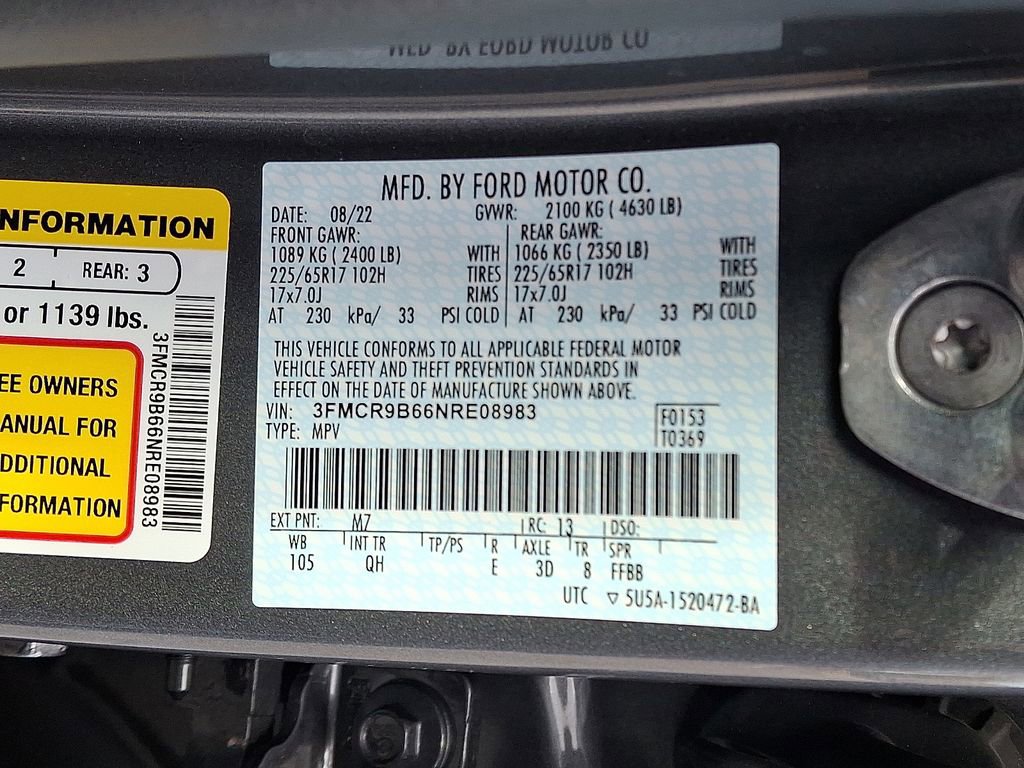 MFD. BY FORD MOTOR CO.
NFORMATION
2 REAR: 3
or 1139 lbs.
EE OWNERS
ANUAL FOR
DDITIONAL
FORMATION
3FMCR9B66NRE08983
MFD. BY FORD MOTOR CO.
DATE: 08/22 GVWR: 2100 KG ( 4630 LB)
FRONT GAWR: REAR GAWR:
1089 KG ( 2400 LB) WITH 1066 KG ( 2350 LB) WITH
225/65R17 102H TIRES 225/65R17 102H TIRES
17x7.0J RIMS 17x7.0J RIMS
AT 230 kPa/ 33 PSI COLD AT 230 kPa/ 33 PSI COLD
THIS VEHICLE CONFORMS TO ALL APPLICABLE FEDERAL MOTOR
VEHICLE SAFETY AND THEFT PREVENTION STANDARDS IN
EFFECT ON THE DATE OF MANUFACTURE SHOWN ABOVE.
VIN: 3FMCR9B66NRE08983 F0153
TYPE: MPV T0369
EXT PNT: M7 RC: 13 DSO:
WB INT TR TP/PS R AXLE TR SPR
105 QH E 3D 8 FFBB
UTC ▽ 5U5A-1520472-BA